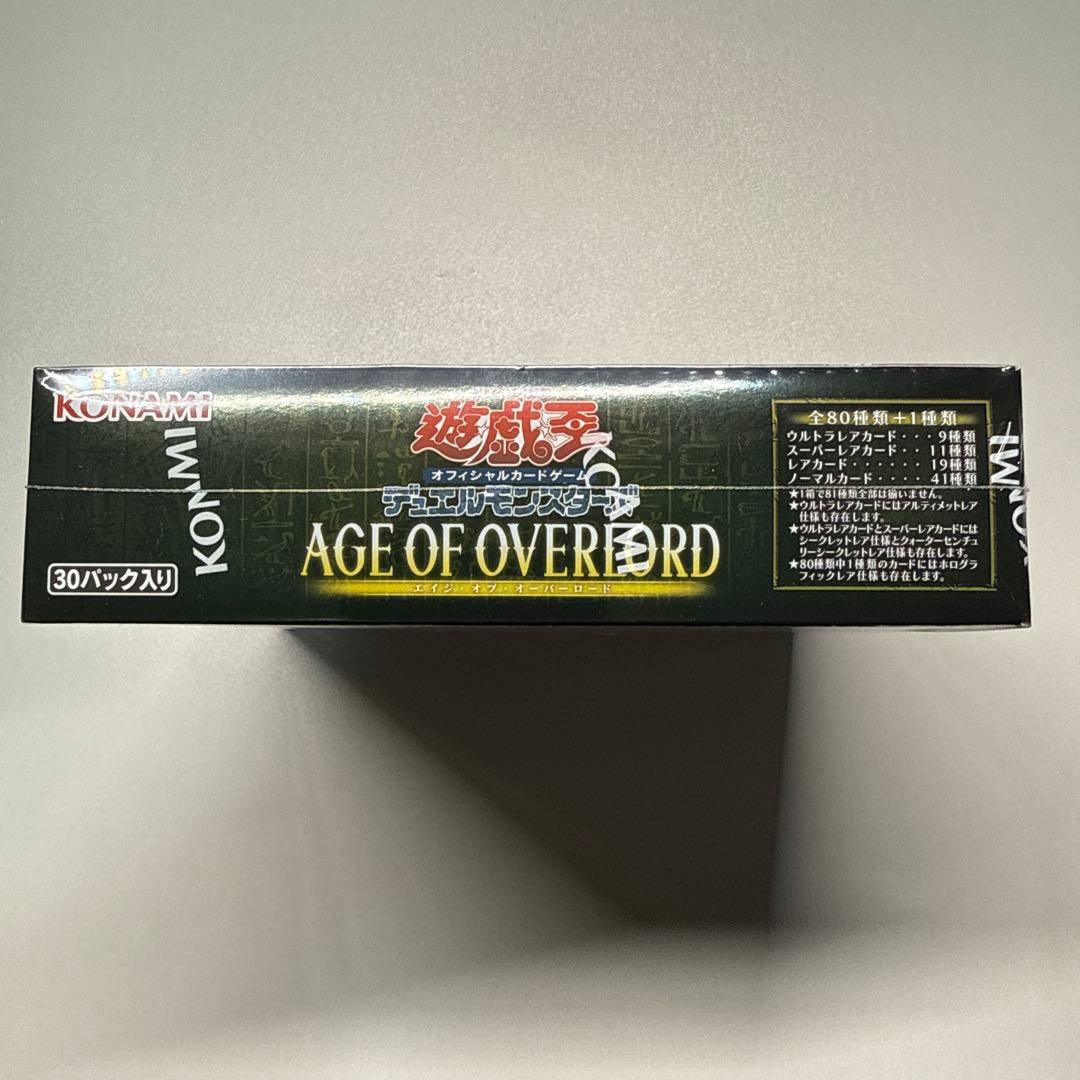 KONAMI
KONAMI
30パック入り
遊戯王
オフィシャルカードゲーム
デュエルモンスターズ
AGE OF OVERLORD
エイジ・オブ・オーバーロード
KONAMI
全80種類+1種類
ウルトラレアカード・・・9種類
スーパーレアカード・・11種類
レアカード・・・・・・19種類
ノーマルカード・・・・41種類
★1箱で81種類全部は揃いません。
★ウルトラレアカードにはアルティメットレア
仕様も存在します。
★ウルトラレアカードとスーパーレアカードには
シークレットレア仕様とクォーターセンチュ
リーシークレットレア仕様も存在します。
★80種類中1種類のカードにはホログラ
フィックレア仕様も存在します。